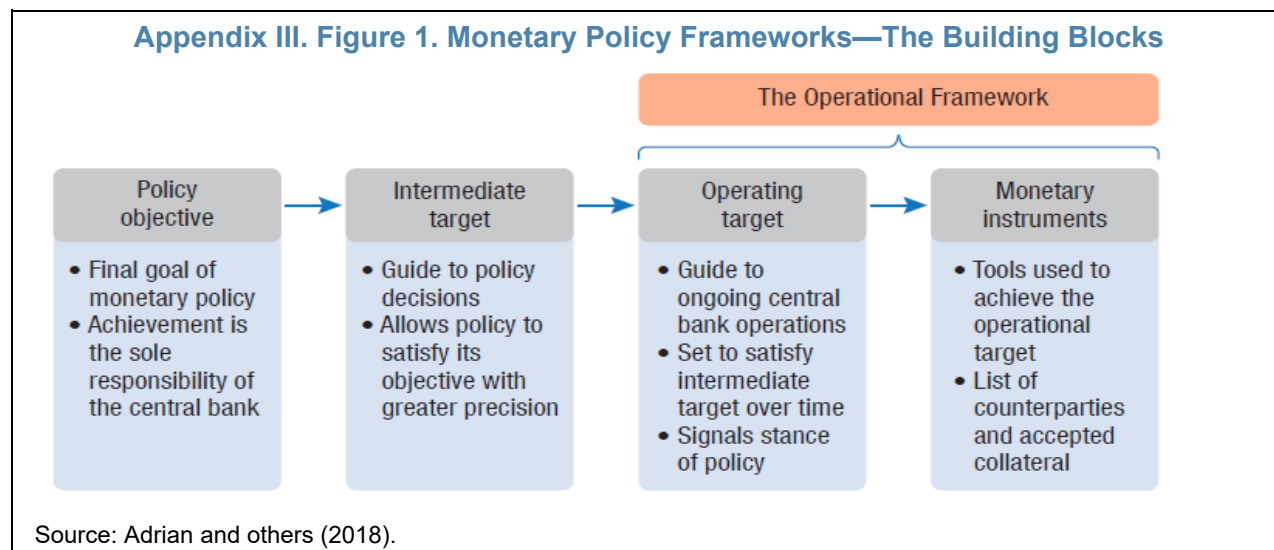 Appendix III. Figure 1. Monetary Policy Frameworks—The Building Blocks
The Operational Framework
Policy
objective
• Final goal of
monetary policy
• Achievement is
the sole
responsibility of
the central bank
Intermediate
target
• Guide to policy
decisions
• Allows policy to
satisfy its
objective with
greater precision
Operating
target
• Guide to
ongoing central
bank operations
• Set to satisfy
intermediate
target over time
• Signals stance
of policy
Monetary
instruments
• Tools used to
achieve the
operational
target
• List of
counterparties
and accepted
collateral
Source: Adrian and others (2018).